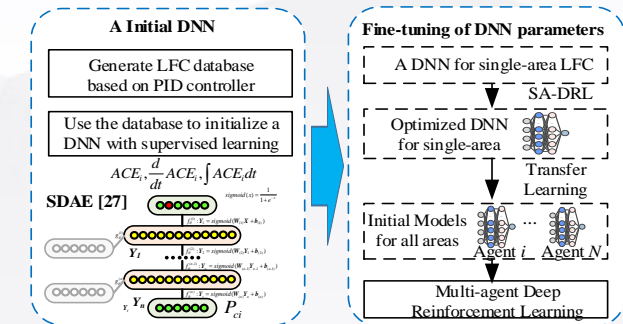 A Initial DNN
Generate LFC database
based on PID controller
Use the database to initialize a
DNN with supervised learning
ACE_i, d/dt ACE_i, ∫ ACE_i dt
SDAE [27]
sigmoid(x) = 1/(1+e^{-x})
Y_1
Y_n
P_{ci}
Fine-tuning of DNN parameters
A DNN for single-area LFC
SA-DRL
Optimized DNN
for single-area
Transfer
Learning
Initial Models
for all areas
...
Agent i
Agent N
Multi-agent Deep
Reinforcement Learning